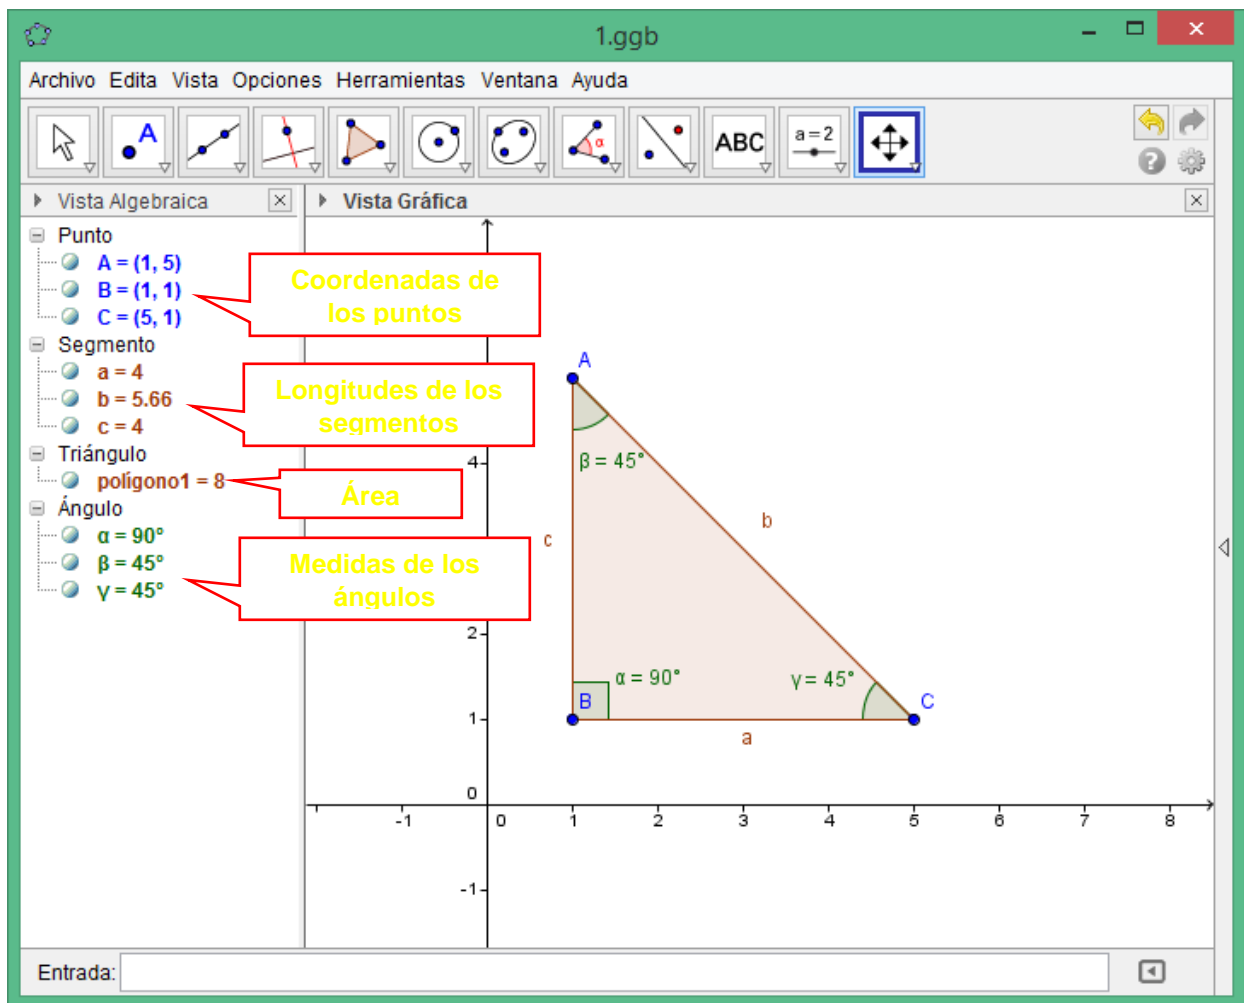 1.ggb
Archivo Edita Vista Opciones Herramientas Ventana Ayuda
A
α
ABC
a=2
Vista Algebraica
Vista Gráfica
Punto
A = (1, 5)
B = (1, 1)
C = (5, 1)
Segmento
a = 4
b = 5.66
c = 4
Triángulo
polígono1 = 8
Ángulo
α = 90°
β = 45°
γ = 45°
Coordenadas de
los puntos
Longitudes de los
segmentos
Área
Medidas de los
ángulos
A
β = 45°
4
b
c
2
α = 90°
γ = 45°
B
C
1
a
0
-1 0 1 2 3 4 5 6 7 8
-1
Entrada: